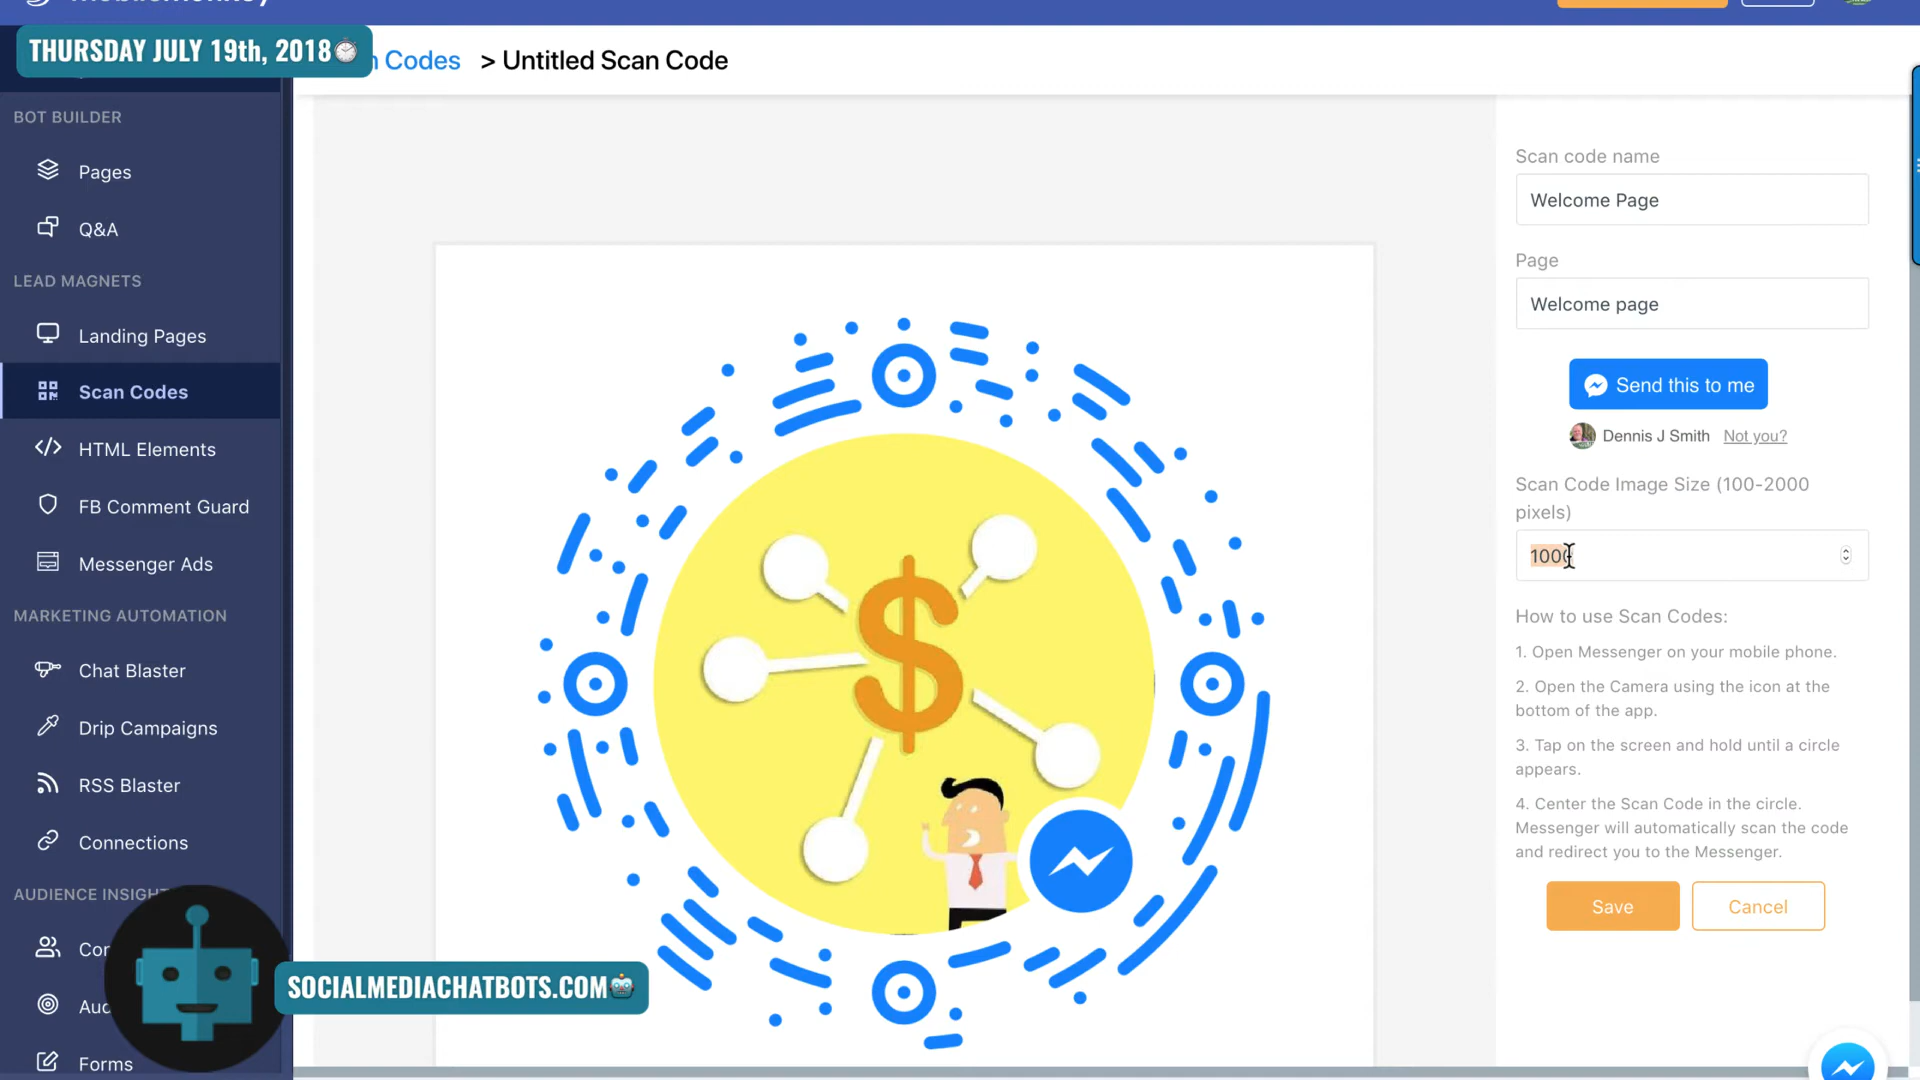 THURSDAY JULY 19th, 2018
Codes > Untitled Scan Code
BOT BUILDER
Pages
Q&A
LEAD MAGNETS
Landing Pages
Scan Codes
HTML Elements
FB Comment Guard
Messenger Ads
MARKETING AUTOMATION
Chat Blaster
Drip Campaigns
RSS Blaster
Connections
AUDIENCE INSIGHT
Forms
$
SOCIALMEDIACHATBOTS.COM
Scan code name
Welcome Page
Page
Welcome page
Send this to me
Dennis J Smith Not you?
Scan Code Image Size (100-2000
pixels)
1000
How to use Scan Codes:
1. Open Messenger on your mobile phone.
2. Open the Camera using the icon at the
bottom of the app.
3. Tap on the screen and hold until a circle
appears.
4. Center the Scan Code in the circle.
Messenger will automatically scan the code
and redirect you to the Messenger.
Save
Cancel